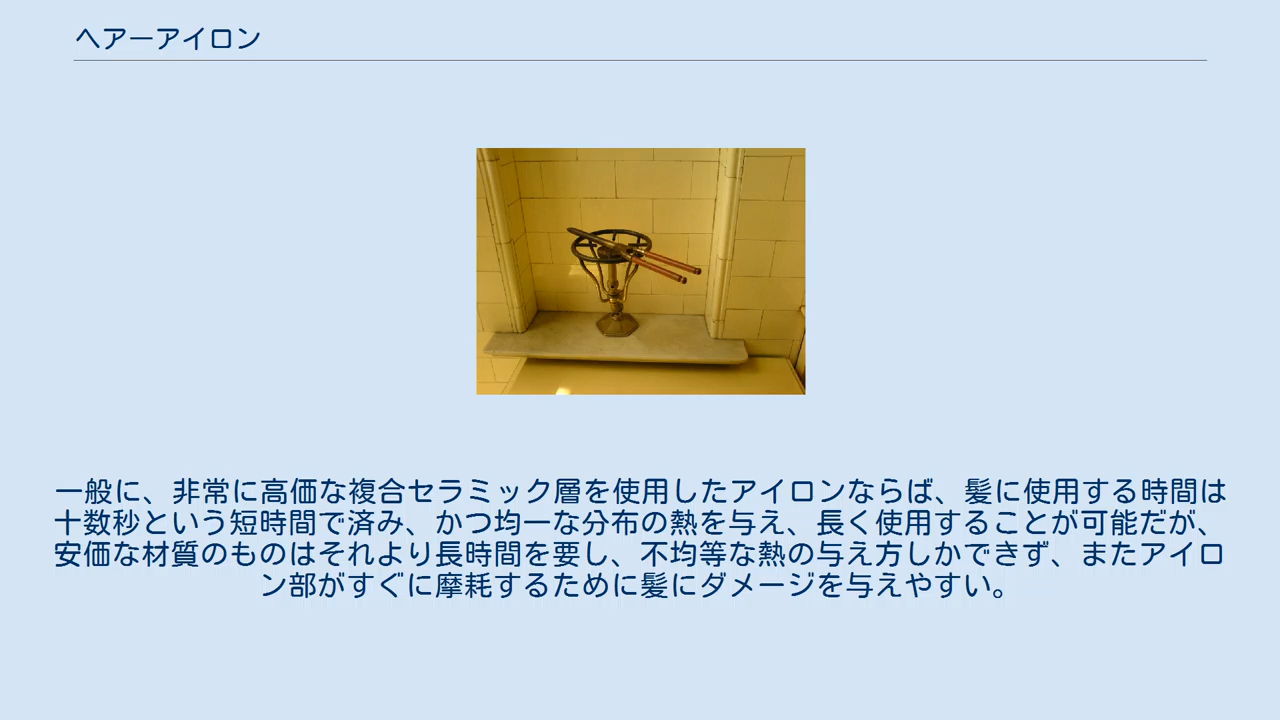 ヘアーアイロン
一般に、非常に高価な複合セラミック層を使用したアイロンならば、髪に使用する時間は
十数秒という短時間で済み、かつ均一な分布の熱を与え、長く使用することが可能だが、
安価な材質のものはそれより長時間を要し、不均等な熱の与え方しかできず、またアイロ
ン部がすぐに摩耗するために髪にダメージを与えやすい。